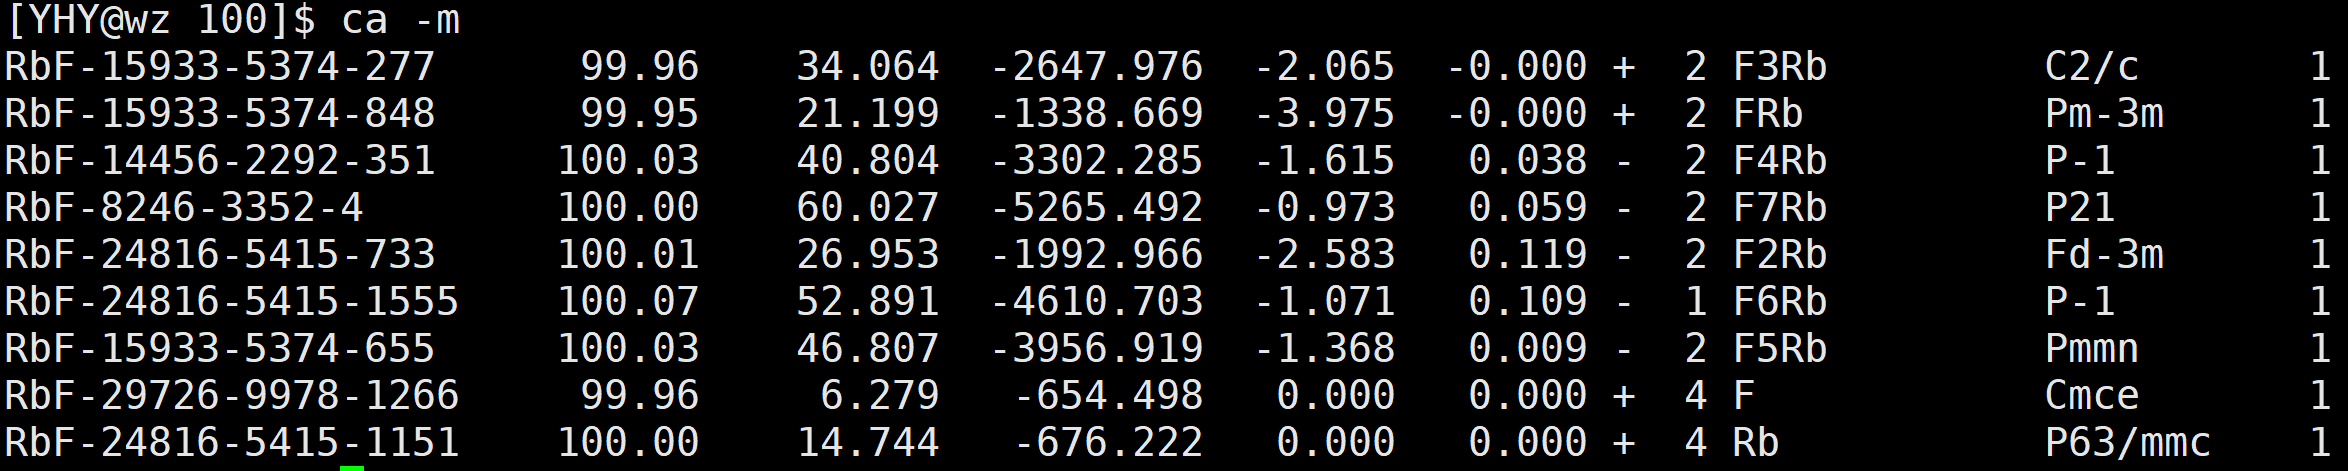 [YHY@wz 100]$ ca -m
RbF-15933-5374-277 99.96 34.064 -2647.976 -2.065 -0.000 + 2 F3Rb C2/c 1
RbF-15933-5374-848 99.95 21.199 -1338.669 -3.975 -0.000 + 2 FRb Pm-3m 1
RbF-14456-2292-351 100.03 40.804 -3302.285 -1.615 0.038 - 2 F4Rb P-1 1
RbF-8246-3352-4 100.00 60.027 -5265.492 -0.973 0.059 - 2 F7Rb P21 1
RbF-24816-5415-733 100.01 26.953 -1992.966 -2.583 0.119 - 2 F2Rb Fd-3m 1
RbF-24816-5415-1555 100.07 52.891 -4610.703 -1.071 0.109 - 1 F6Rb P-1 1
RbF-15933-5374-655 100.03 46.807 -3956.919 -1.368 0.009 - 2 F5Rb Pmmn 1
RbF-29726-9978-1266 99.96 6.279 -654.498 0.000 0.000 + 4 F Cmce 1
RbF-24816-5415-1151 100.00 14.744 -676.222 0.000 0.000 + 4 Rb P63/mmc 1